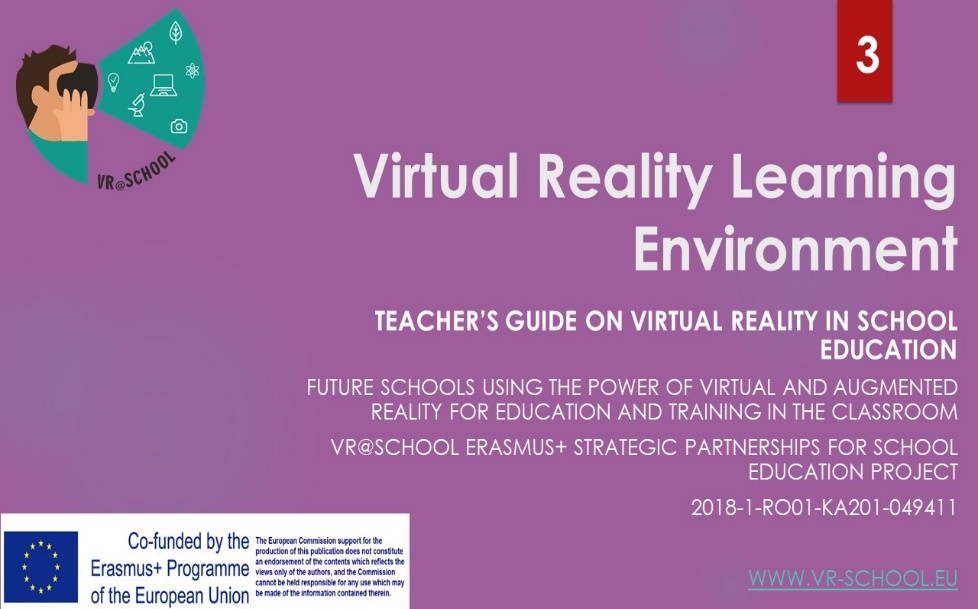 3
VR@SCHOOL
Virtual Reality Learning
Environment
TEACHER'S GUIDE ON VIRTUAL REALITY IN SCHOOL
EDUCATION
FUTURE SCHOOLS USING THE POWER OF VIRTUAL AND AUGMENTED
REALITY FOR EDUCATION AND TRAINING IN THE CLASSROOM
VR@SCHOOL ERASMUS+ STRATEGIC PARTNERSHIPS FOR SCHOOL
EDUCATION PROJECT
2018-1-RO01-KA201-049411
Co-funded by the
Erasmus+ Programme
of the European Union
The European Commission support for the
production of this publication does not constitute
an endorsement of the contents which reflects the
views only of the authors, and the Commission
cannot be held responsible for any use which may
be made of the information contained therein.
WWW.VR-SCHOOL.EU